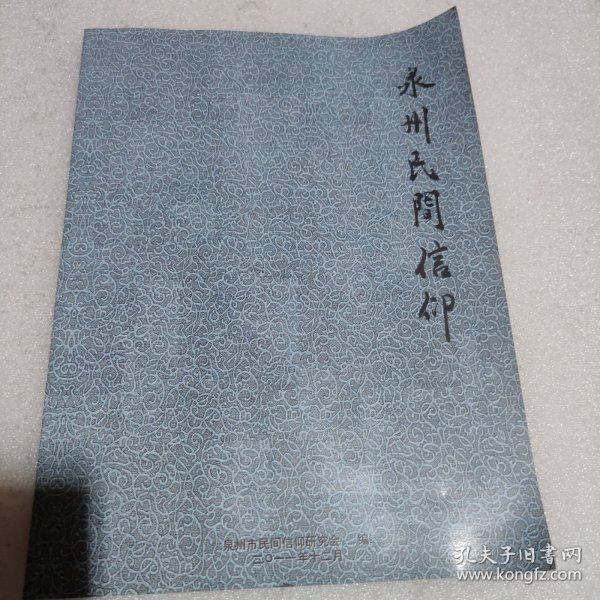 泉州民間信仰
泉州市民间信仰研究会 编
二〇一一年十二月
孔夫子旧书网
www.kongfz.com